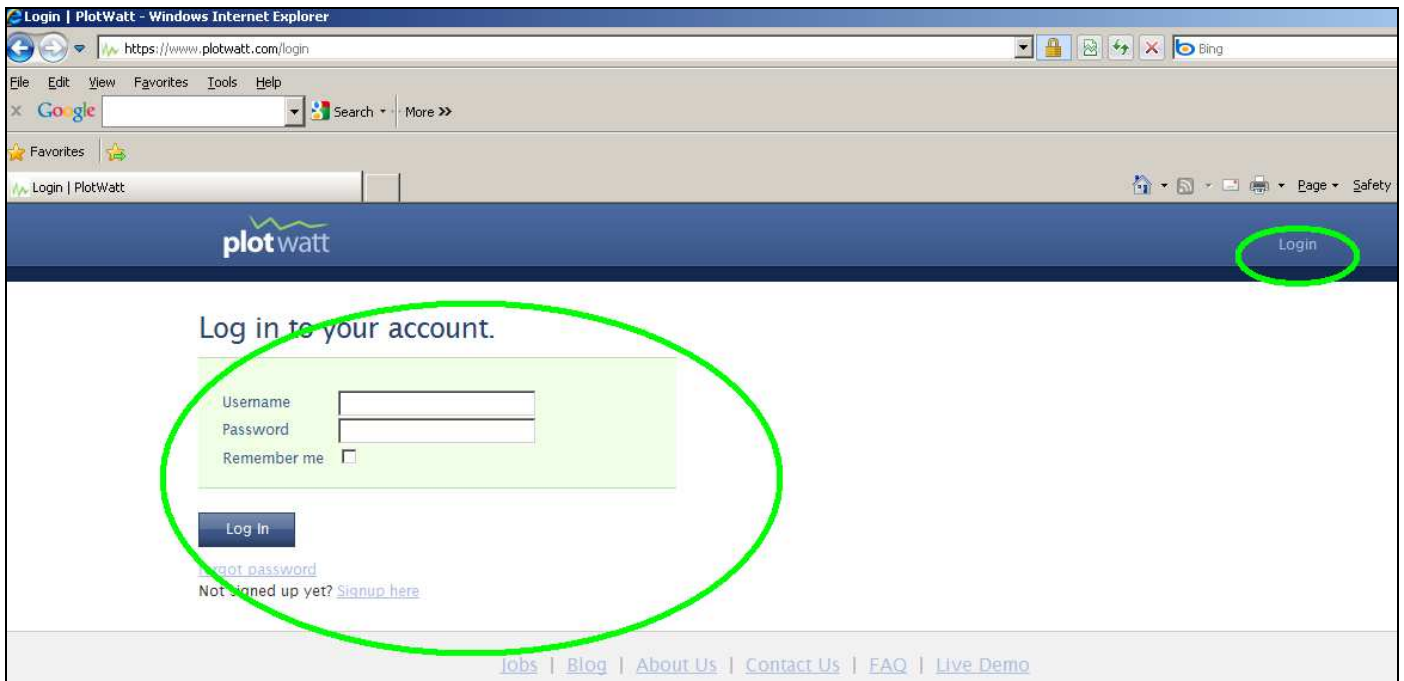 Login | PlotWatt - Windows Internet Explorer
https://www.plotwatt.com/login
Bing
File Edit View Favorites Tools Help
× Google Search More >>
Favorites
Login | PlotWatt
Page Safety
plotwatt
Login
Log in to your account.
Username
Password
Remember me
Log In
Forgot password
Not signed up yet? Signup here
Jobs | Blog | About Us | Contact Us | FAQ | Live Demo